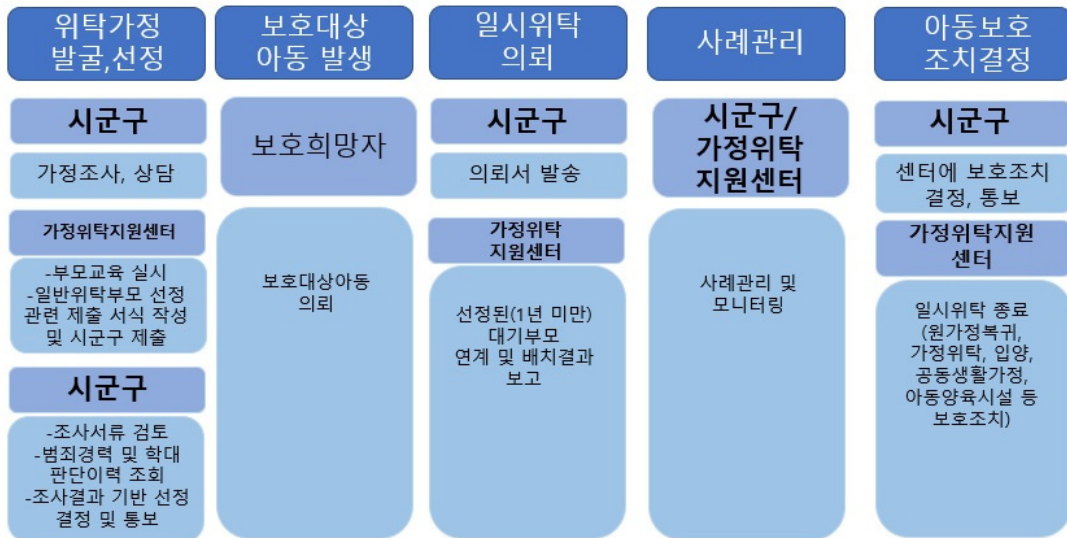 위탁가정
발굴,선정
시군구
가정조사, 상담
가정위탁지원센터
-부모교육 실시
-일반위탁부모 선정
관련 제출 서식 작성
및 시군구 제출
시군구
-조사서류 검토
-범죄경력 및 학대
판단이력 조회
-조사결과 기반 선정
결정 및 통보
보호대상
아동 발생
보호희망자
보호대상아동
의뢰
일시위탁
의뢰
시군구
의뢰서 발송
가정위탁
지원센터
선정된(1년 미만)
대기부모
연계 및 배치결과
보고
사례관리
시군구/
가정위탁
지원센터
사례관리 및
모니터링
아동보호
조치결정
시군구
센터에 보호조치
결정, 통보
가정위탁지원
센터
일시위탁 종료
(원가정복귀,
가정위탁, 입양,
공동생활가정,
아동양육시설 등
보호조치)